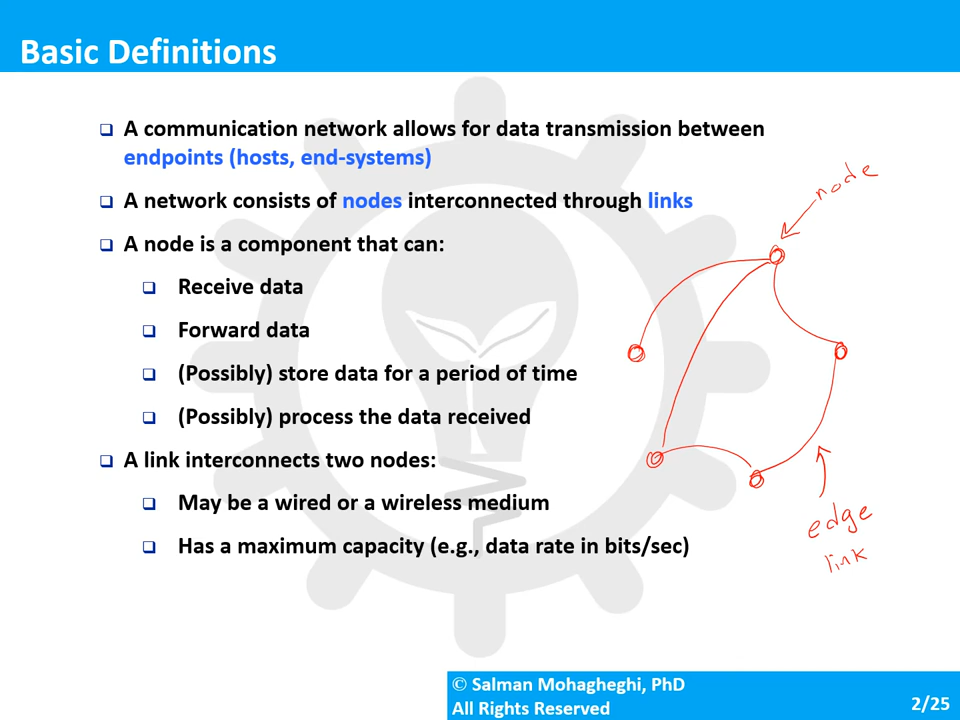 Basic Definitions
A communication network allows for data transmission between
endpoints (hosts, end-systems)
A network consists of nodes interconnected through links
A node is a component that can:
Receive data
Forward data
(Possibly) store data for a period of time
(Possibly) process the data received
A link interconnects two nodes:
May be a wired or a wireless medium
Has a maximum capacity (e.g., data rate in bits/sec)
node
edge
link
© Salman Mohagheghi, PhD
All Rights Reserved
2/25